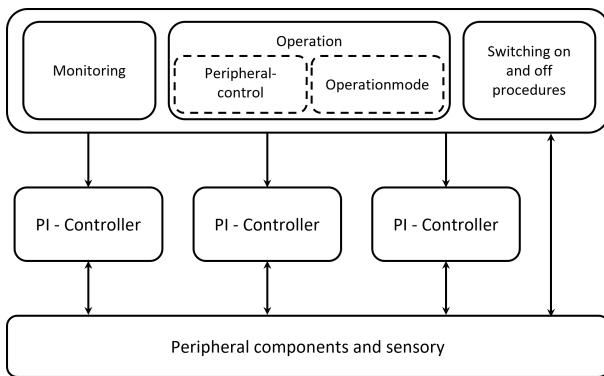 Monitoring
Operation
Peripheral-
control
Operationmode
Switching on
and off
procedures
PI - Controller
PI - Controller
PI - Controller
Peripheral components and sensory